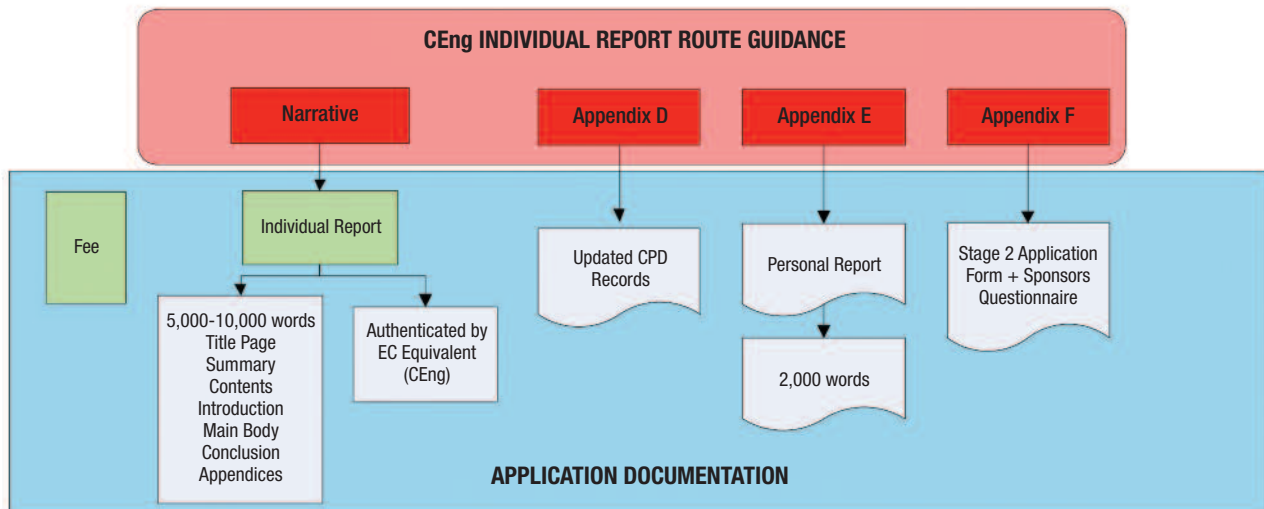 CEng INDIVIDUAL REPORT ROUTE GUIDANCE
Narrative
Appendix D
Appendix E
Appendix F
Fee
Individual Report
Updated CPD
Records
Personal Report
Stage 2 Application
Form + Sponsors
Questionnaire
5,000-10,000 words
Title Page
Summary
Contents
Introduction
Main Body
Conclusion
Appendices
Authenticated by
EC Equivalent
(CEng)
2,000 words
APPLICATION DOCUMENTATION